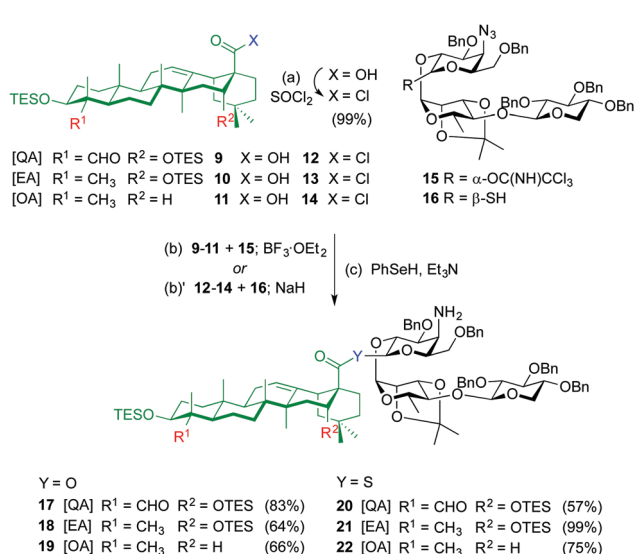 O X
(a) X = OH
SOCl2 X = Cl
(99%)
TESO
R1
R2
BnO N3
O OBn
O
R
O
O
O
O
O
O
BnO OBn
OBn
[QA] R1 = CHO R2 = OTES 9 X = OH 12 X = Cl
[EA] R1 = CH3 R2 = OTES 10 X = OH 13 X = Cl
[OA] R1 = CH3 R2 = H 11 X = OH 14 X = Cl
15 R = α-OC(NH)CCl3
16 R = β-SH
(b) 9-11 + 15; BF3·OEt2
or
(b)' 12-14 + 16; NaH
(c) PhSeH, Et3N
NH2
BnO
O Y O OBn
O
O
O
O
O
O
O
BnO OBn
OBn
TESO
R1
R2
Y = O
17 [QA] R1 = CHO R2 = OTES (83%)
18 [EA] R1 = CH3 R2 = OTES (64%)
19 [OA] R1 = CH3 R2 = H (66%)
Y = S
20 [QA] R1 = CHO R2 = OTES (57%)
21 [EA] R1 = CH3 R2 = OTES (99%)
22 [OA] R1 = CH3 R2 = H (75%)